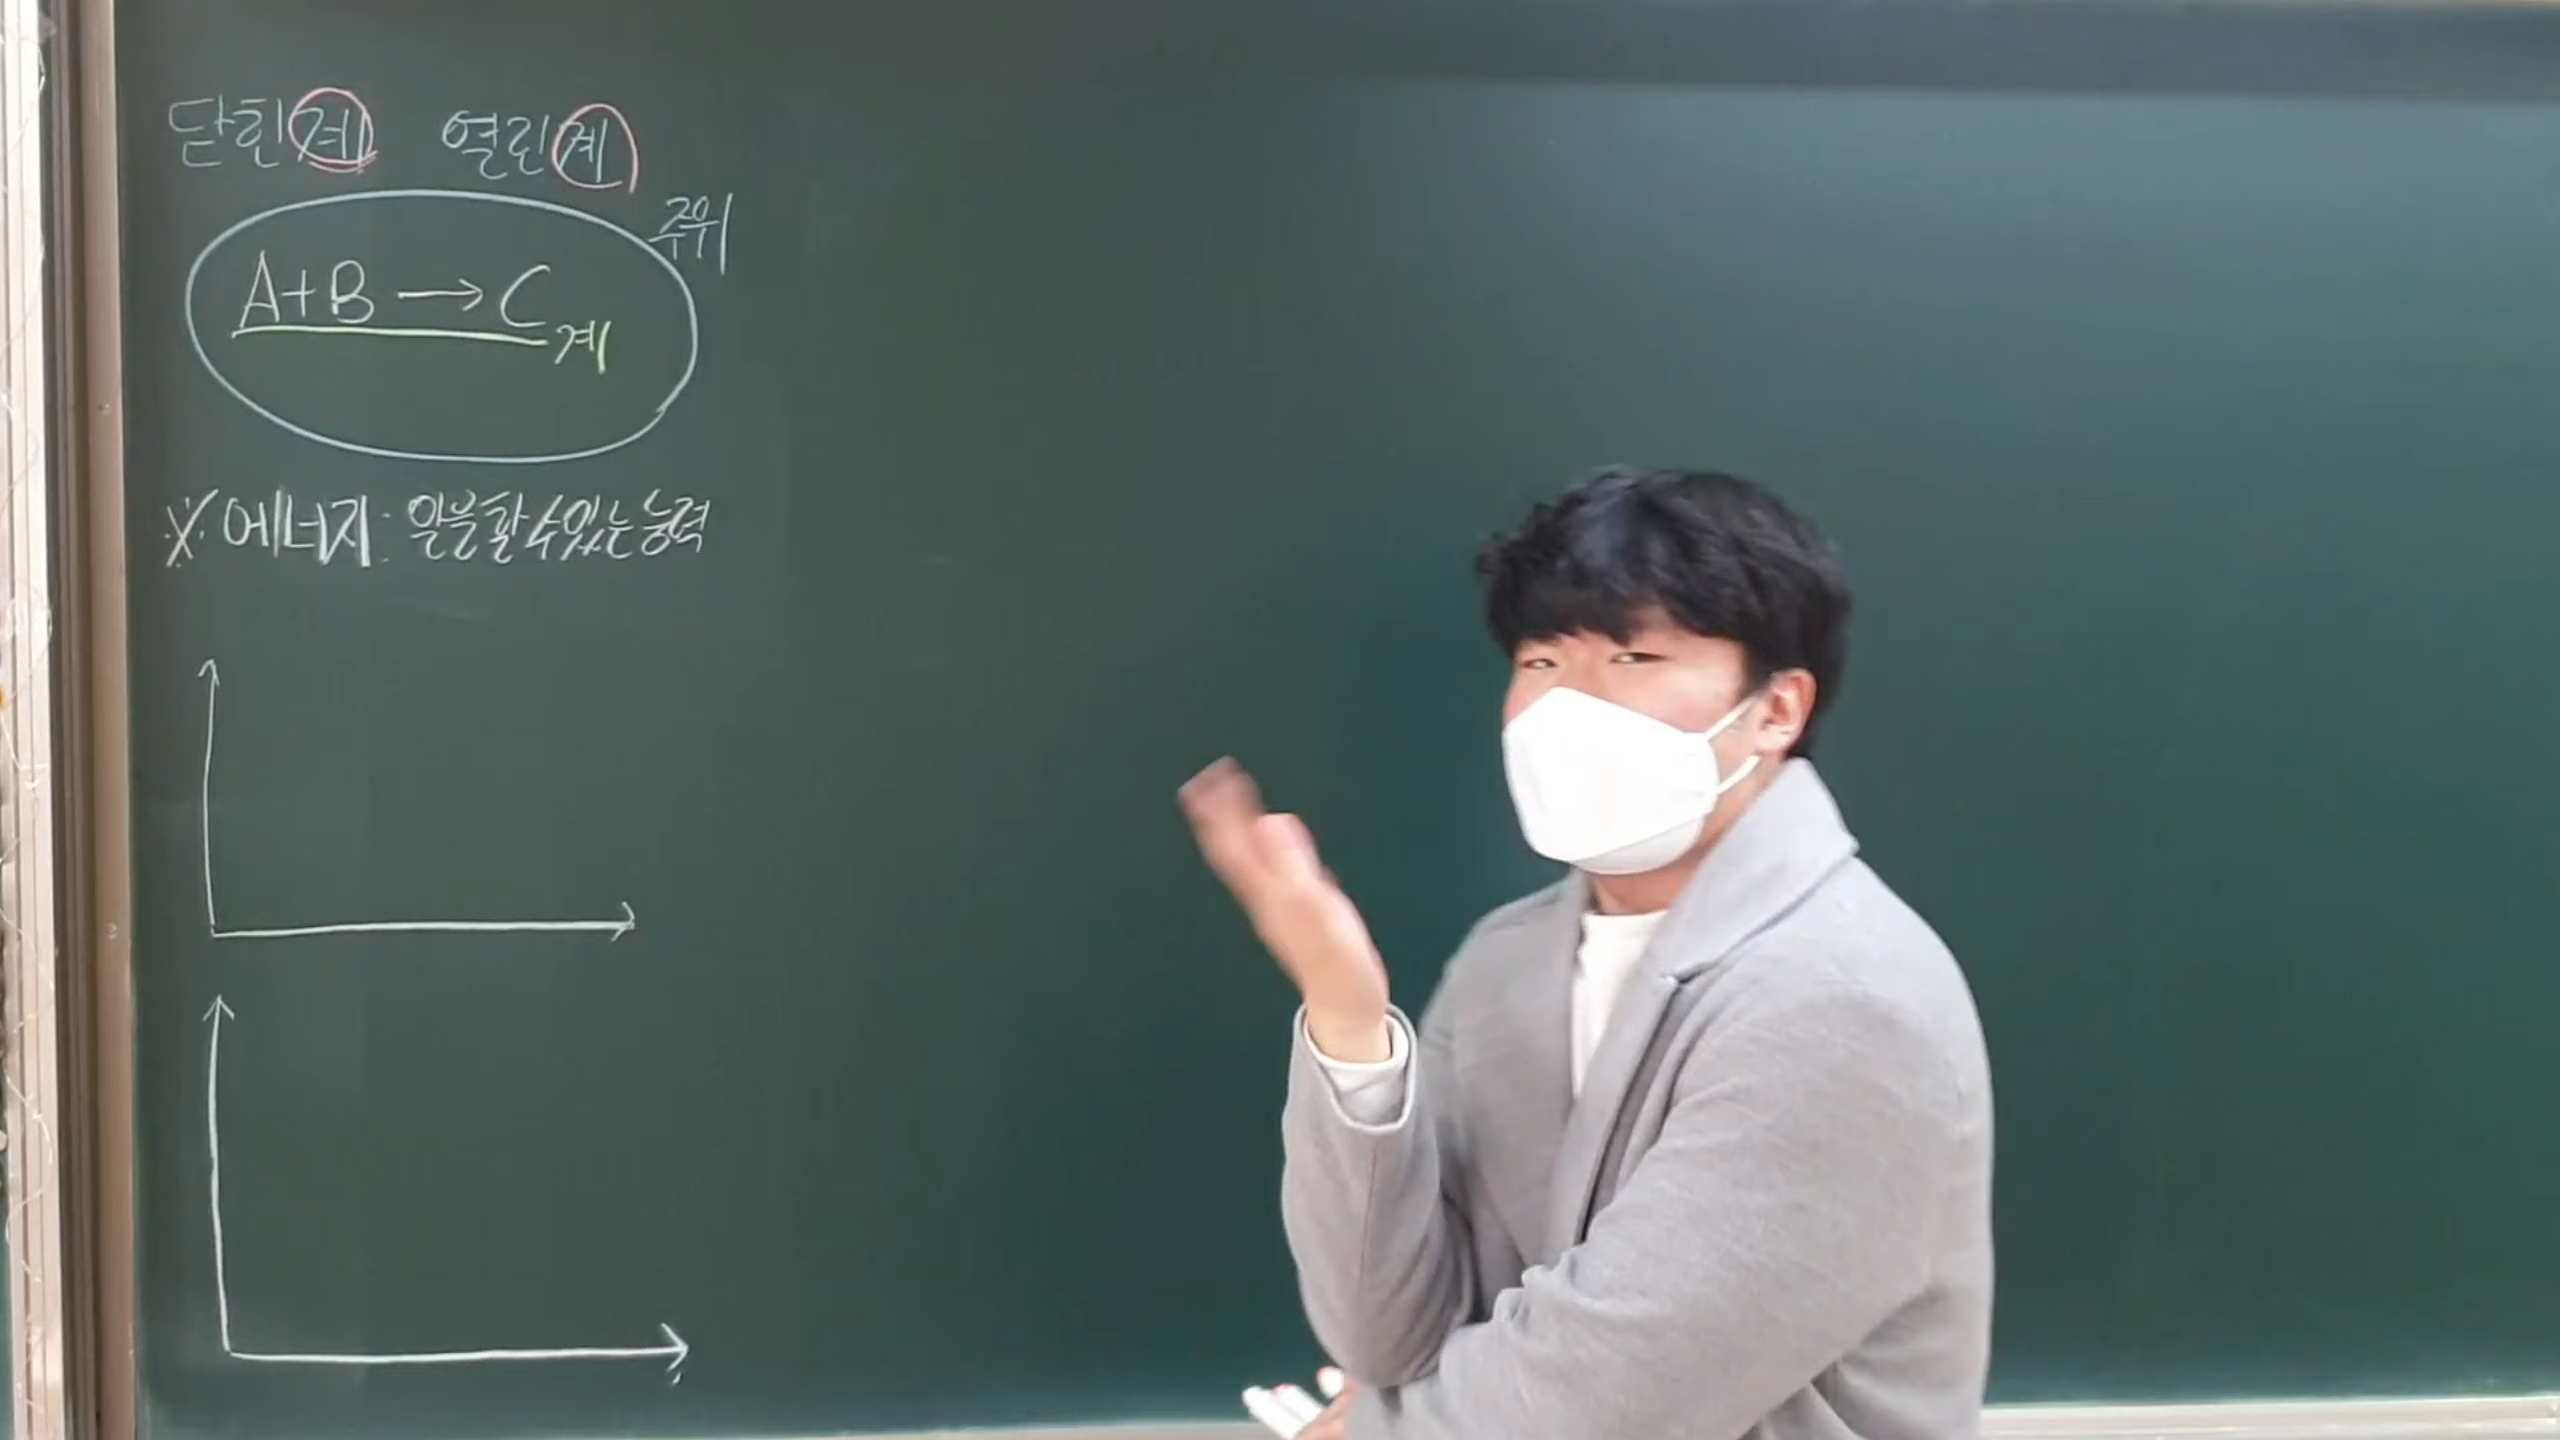 닫힌계 열린계
주위
A+B → C
계
※ 에너지: 일을 할 수 있는 능력